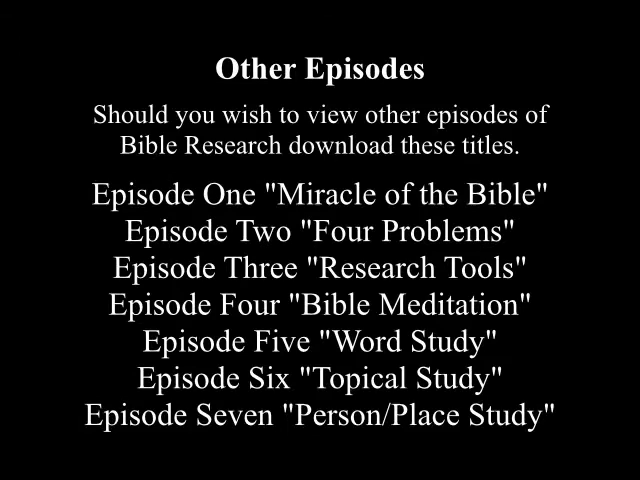 Other Episodes
Should you wish to view other episodes of
Bible Research download these titles.
Episode One "Miracle of the Bible"
Episode Two "Four Problems"
Episode Three "Research Tools"
Episode Four "Bible Meditation"
Episode Five "Word Study"
Episode Six "Topical Study"
Episode Seven "Person/Place Study"